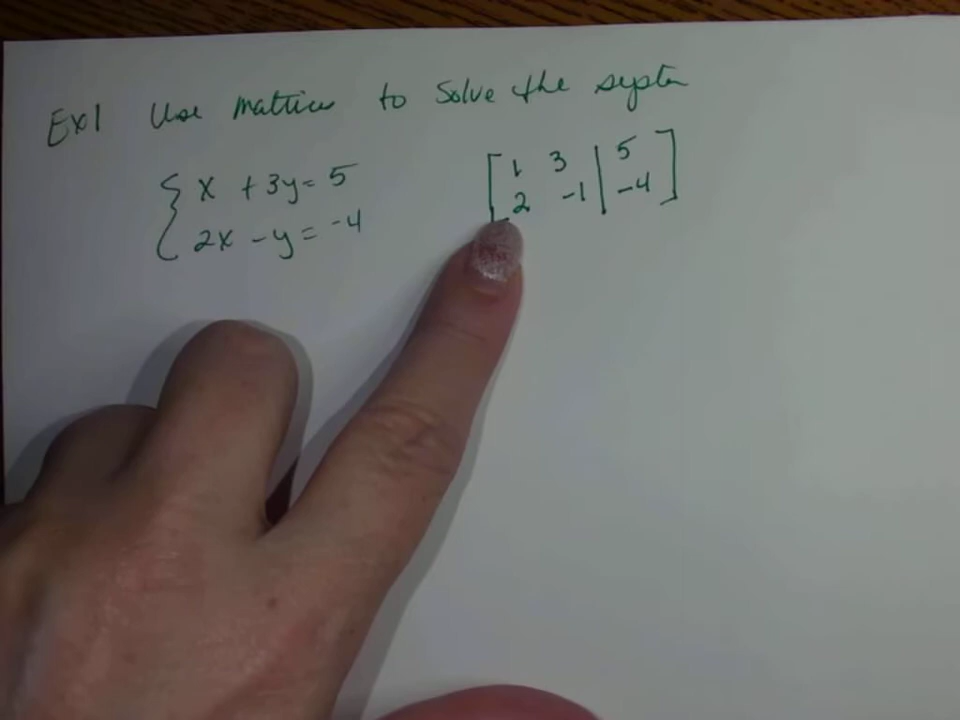 Ex1 Use matrices to solve the system
{ x + 3y = 5 [ 1 3 | 5 ]
2x - y = -4 [ 2 -1 | -4 ]